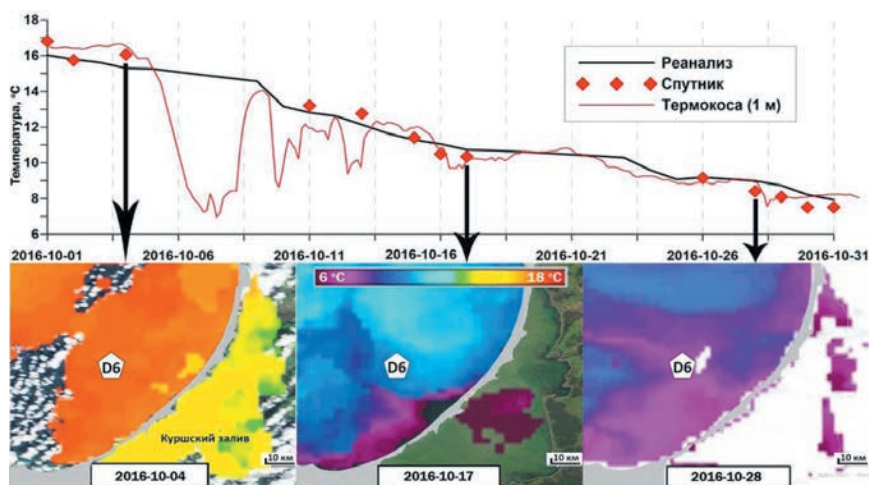 18
16
14
12
10
8
6
Температура, °С
Реанализ
Спутник
Термокоса (1 м)
2016-10-01
2016-10-06
2016-10-11
2016-10-16
2016-10-21
2016-10-26
2016-10-31
6 °C
18 °C
D6
D6
D6
Куршский залив
10 км
10 км
10 км
2016-10-04
2016-10-17
2016-10-28